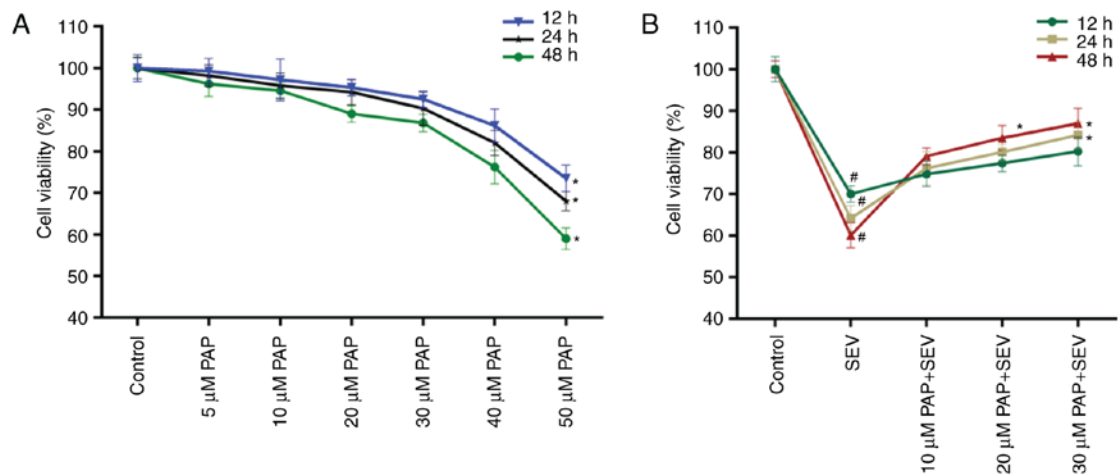 A
12 h
24 h
48 h
Cell viability (%)
110
100
90
80
70
60
50
40
*
*
*
Control
5 µM PAP
10 µM PAP
20 µM PAP
30 µM PAP
40 µM PAP
50 µM PAP
B
12 h
24 h
48 h
Cell viability (%)
110
100
90
80
70
60
50
40
#
#
#
*
*
*
Control
SEV
10 µM PAP+SEV
20 µM PAP+SEV
30 µM PAP+SEV